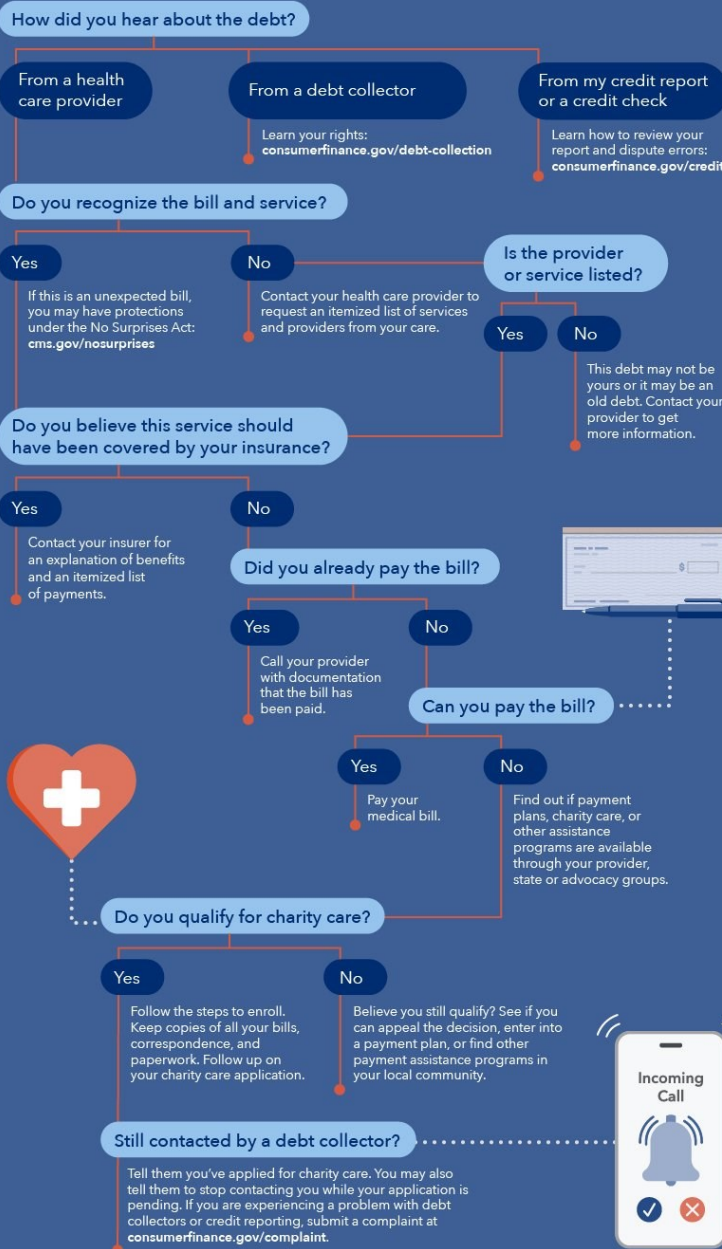 How did you hear about the debt?
From a health
care provider
From a debt collector
Learn your rights:
consumerfinance.gov/debt-collection
From my credit report
or a credit check
Learn how to review your
report and dispute errors:
consumerfinance.gov/credit
Do you recognize the bill and service?
Yes
If this is an unexpected bill,
you may have protections
under the No Surprises Act:
cms.gov/nosurprises
No
Contact your health care provider to
request an itemized list of services
and providers from your care.
Is the provider
or service listed?
Yes
No
This debt may not be
yours or it may be an
old debt. Contact your
provider to get
more information.
Do you believe this service should
have been covered by your insurance?
Yes
Contact your insurer for
an explanation of benefits
and an itemized list
of payments.
No
Did you already pay the bill?
Yes
Call your provider
with documentation
that the bill has
been paid.
No
$
Can you pay the bill?
Yes
Pay your
medical bill.
No
Find out if payment
plans, charity care, or
other assistance
programs are available
through your provider,
state or advocacy groups.
Do you qualify for charity care?
Yes
Follow the steps to enroll.
Keep copies of all your bills,
correspondence, and
paperwork. Follow up on
your charity care application.
No
Believe you still qualify? See if you
can appeal the decision, enter into
a payment plan, or find other
payment assistance programs in
your local community.
Incoming
Call
Still contacted by a debt collector?
Tell them you've applied for charity care. You may also
tell them to stop contacting you while your application is
pending. If you are experiencing a problem with debt
collectors or credit reporting, submit a complaint at
consumerfinance.gov/complaint.